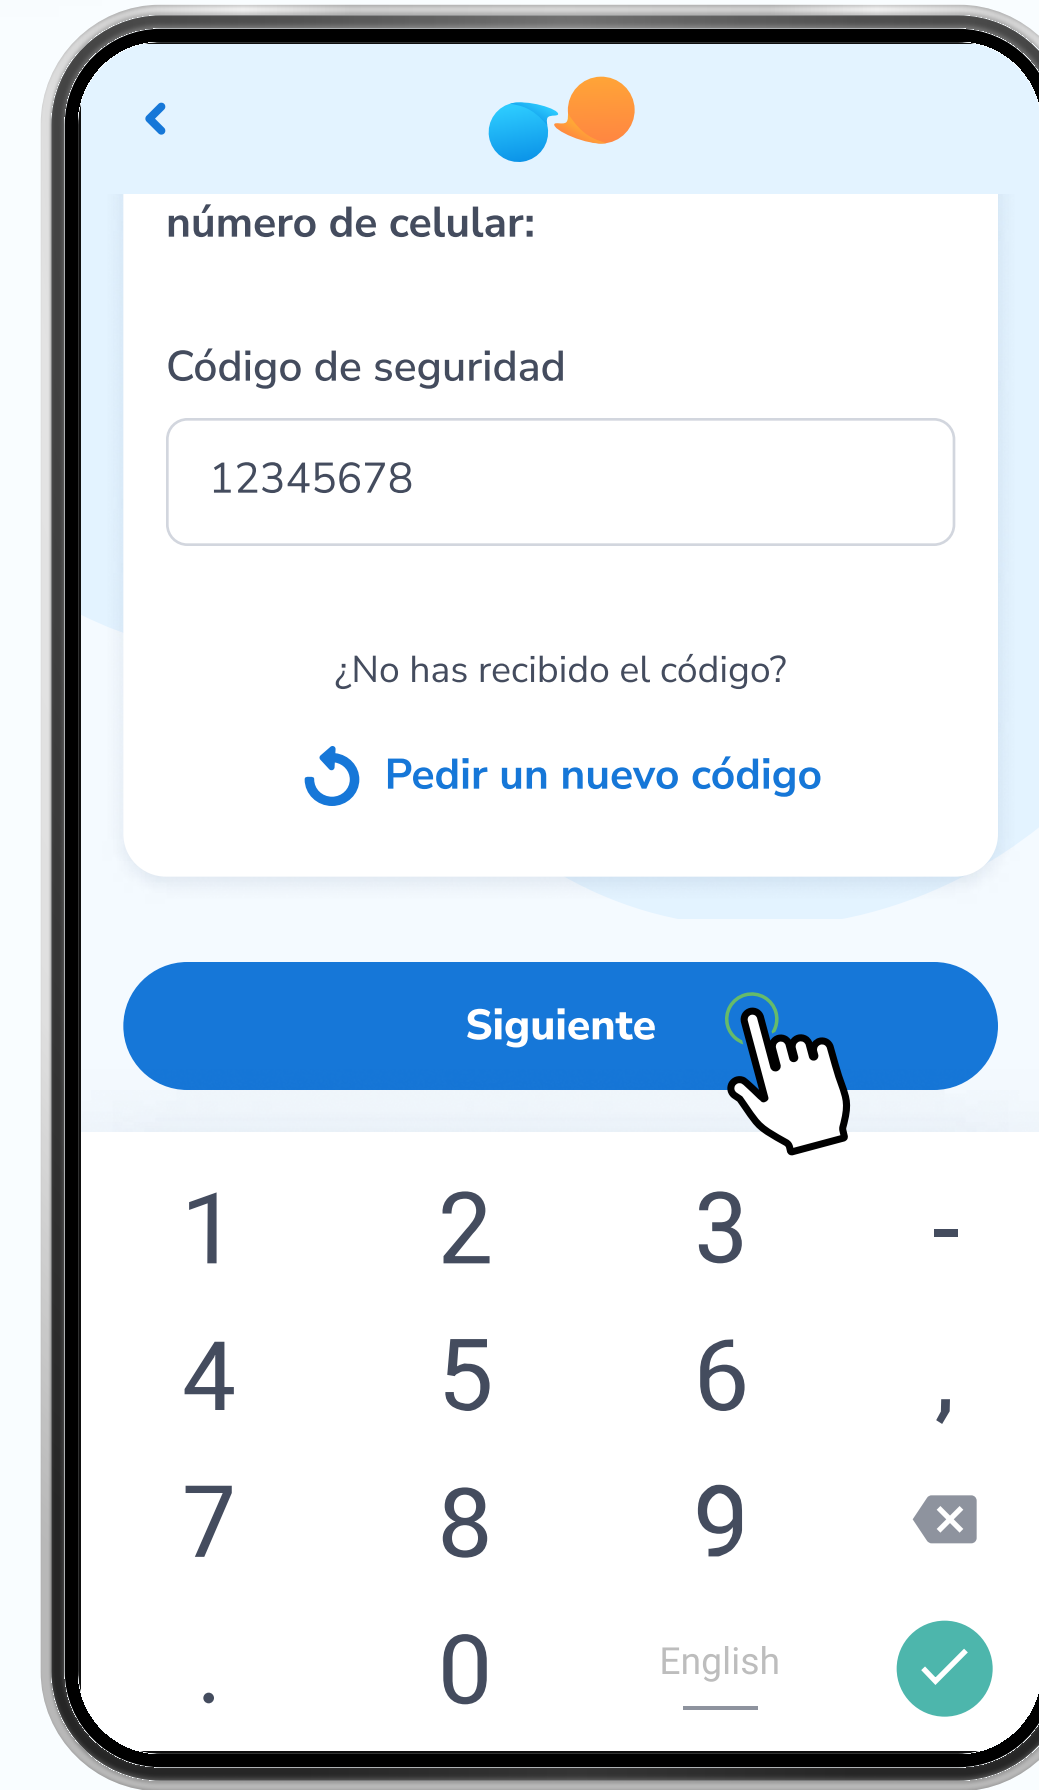 número de celular:
Código de seguridad
12345678
¿No has recibido el código?
Pedir un nuevo código
Siguiente
1 2 3 -
4 5 6 ,
7 8 9
. 0 English